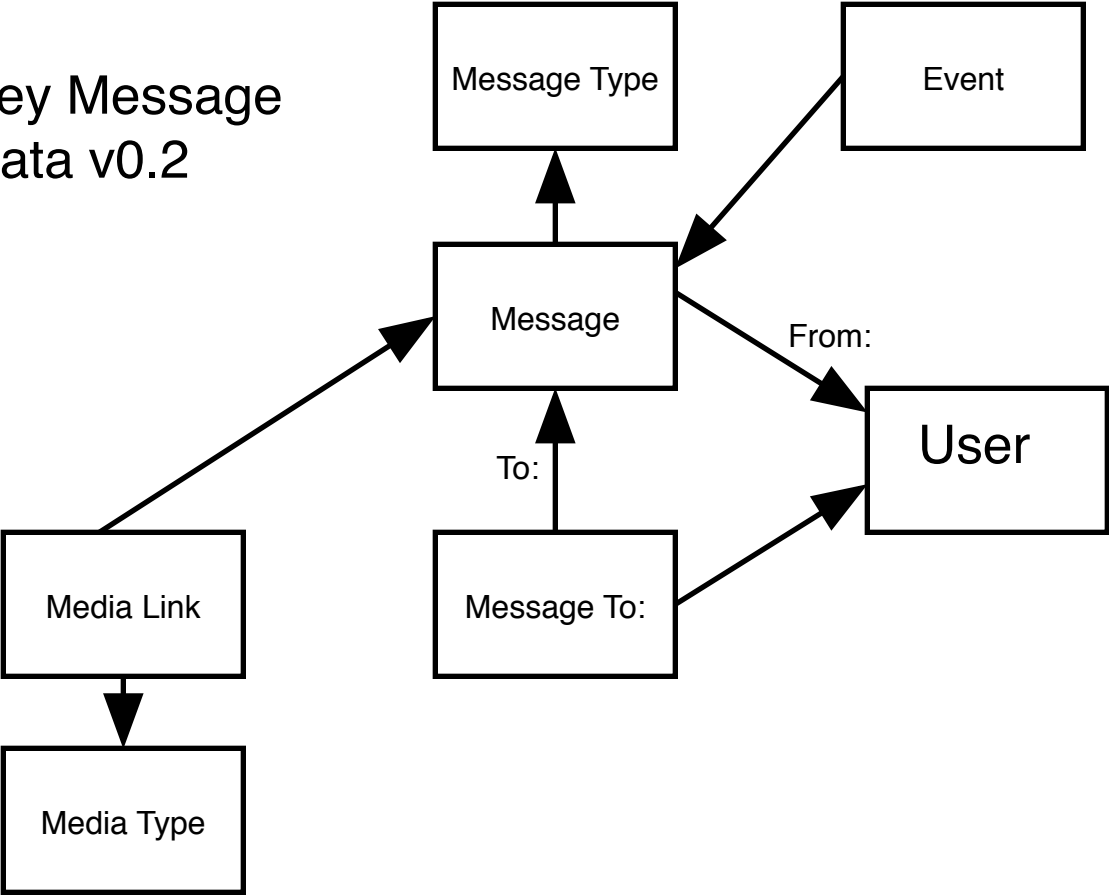 ey Message
ata v0.2
Message Type
Event
Message
From:
User
To:
Media Link
Message To:
Media Type